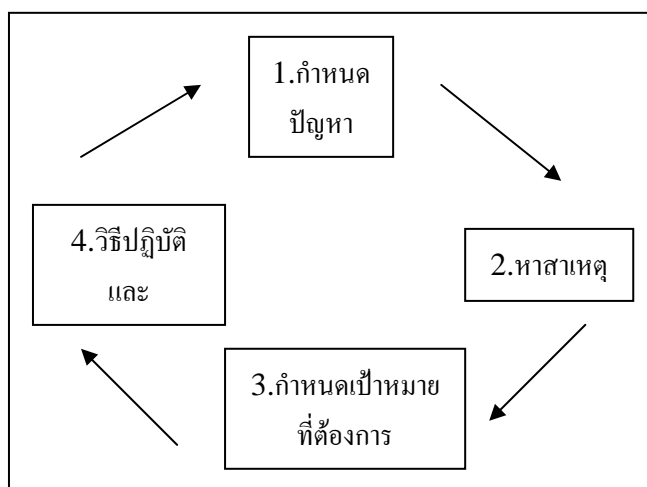 1.กำหนด
ปัญหา
2.หาสาเหตุ
3.กำหนดเป้าหมาย
ที่ต้องการ
4.วิธีปฏิบัติ
และ